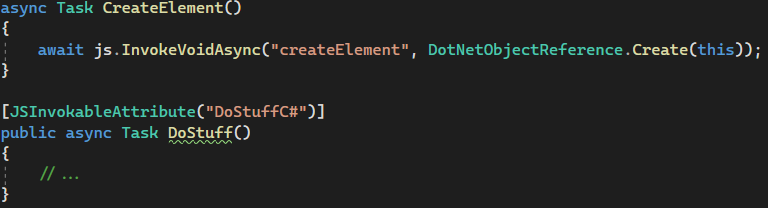 async Task CreateElement()
{
    await js.InvokeVoidAsync("createElement", DotNetObjectReference.Create(this));
}

[JSInvokableAttribute("DoStuffC#")]
public async Task DoStuff()
{
    //...
}